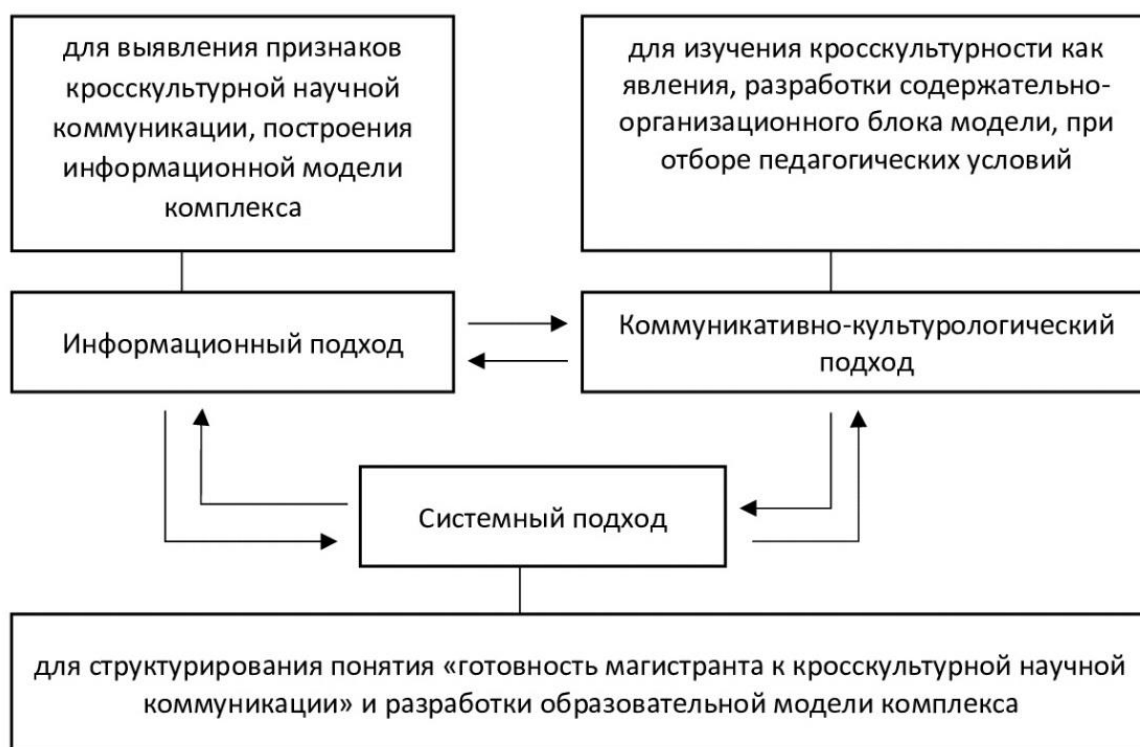 для выявления признаков
кросскультурной научной
коммуникации, построения
информационной модели
комплекса
для изучения кросскультурности как
явления, разработки содержательно-
организационного блока модели, при
отборе педагогических условий
Информационный подход
Коммуникативно-культурологический
подход
Системный подход
для структурирования понятия «готовность магистранта к кросскультурной научной
коммуникации» и разработки образовательной модели комплекса